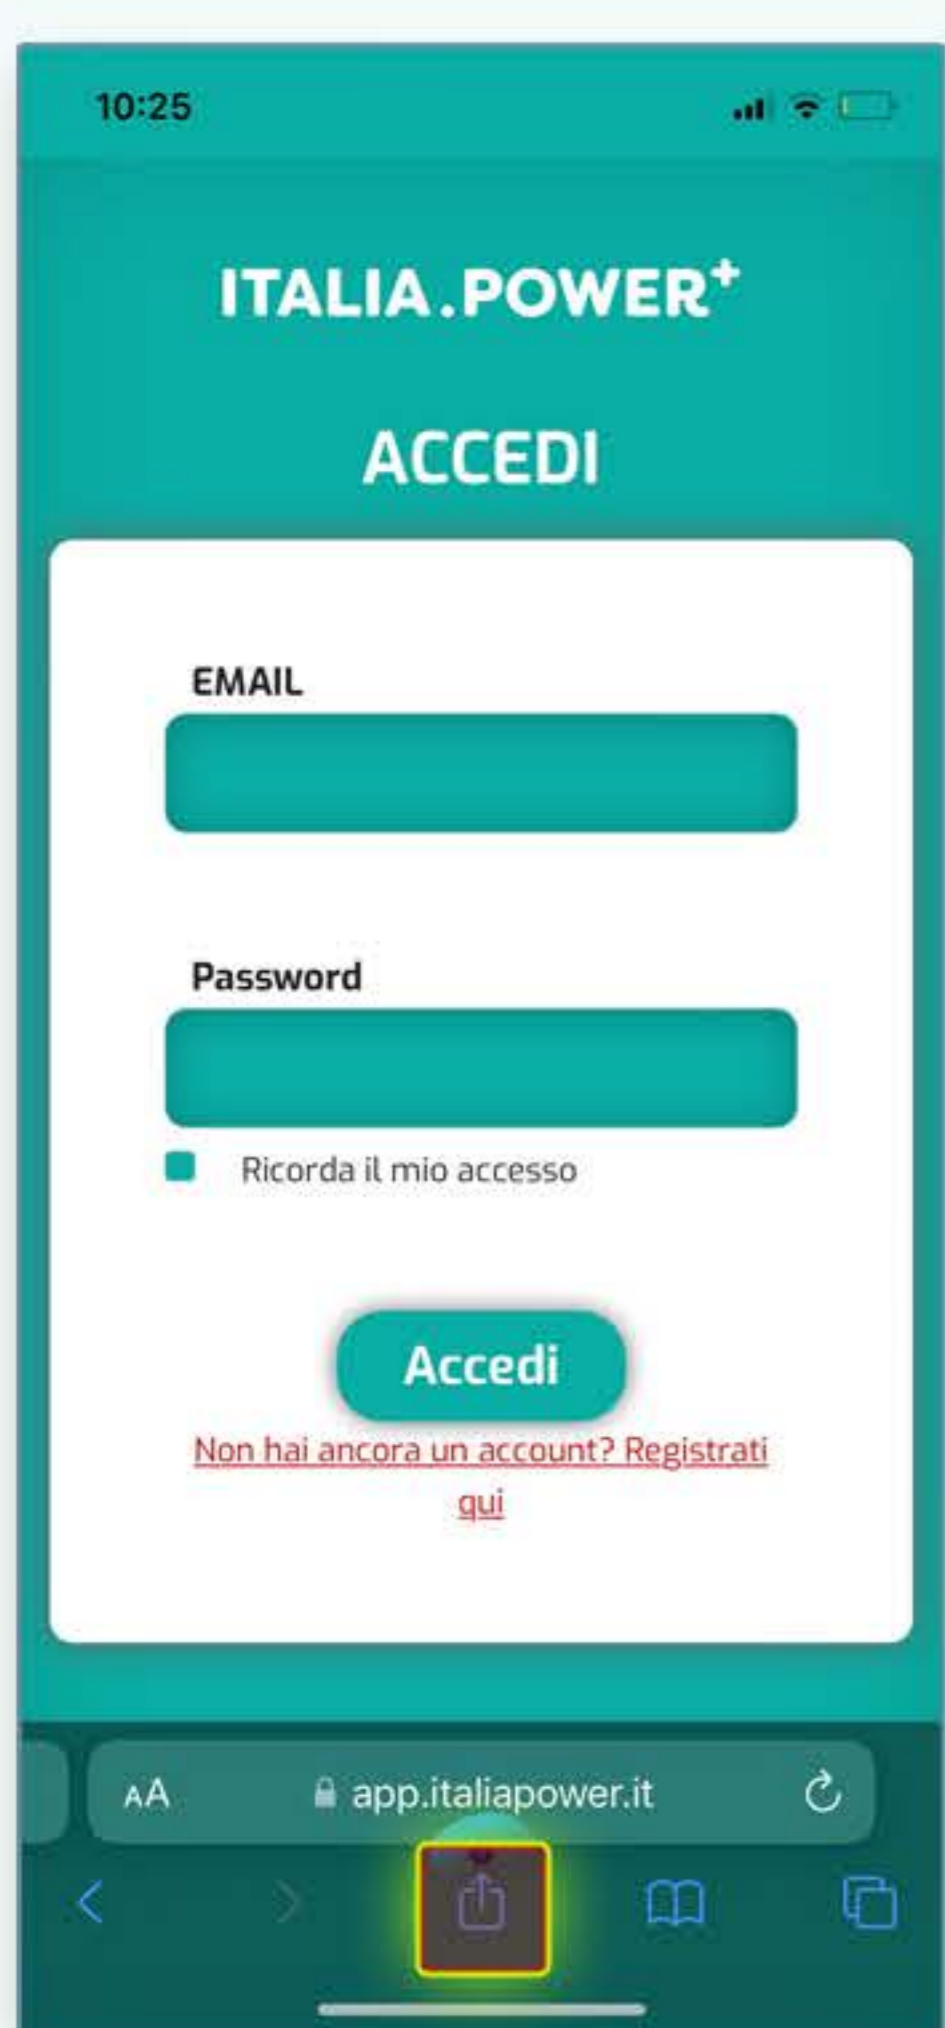 10:25
ITALIA.POWER+
ACCEDI
EMAIL
Password
Ricorda il mio accesso
Accedi
Non hai ancora un account? Registrati
qui
AA app.italiapower.it